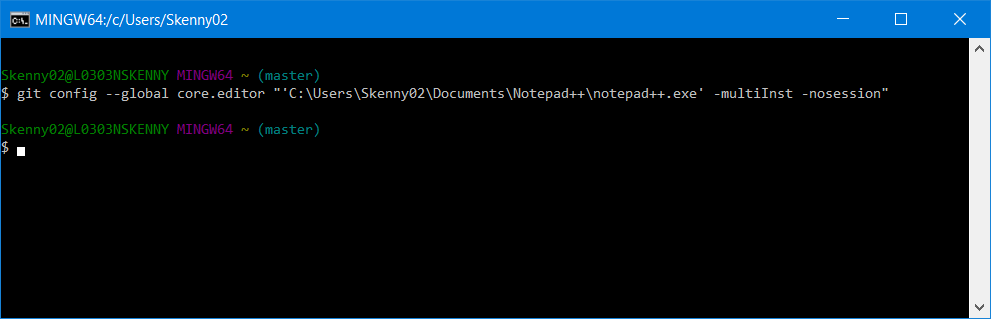 MINGW64:/c/Users/Skenny02
Skenny02@L0303NSKENNY MINGW64 ~ (master)
$ git config --global core.editor "'C:\Users\Skenny02\Documents\Notepad++\notepad++.exe' -multiInst -nosession"
Skenny02@L0303NSKENNY MINGW64 ~ (master)
$